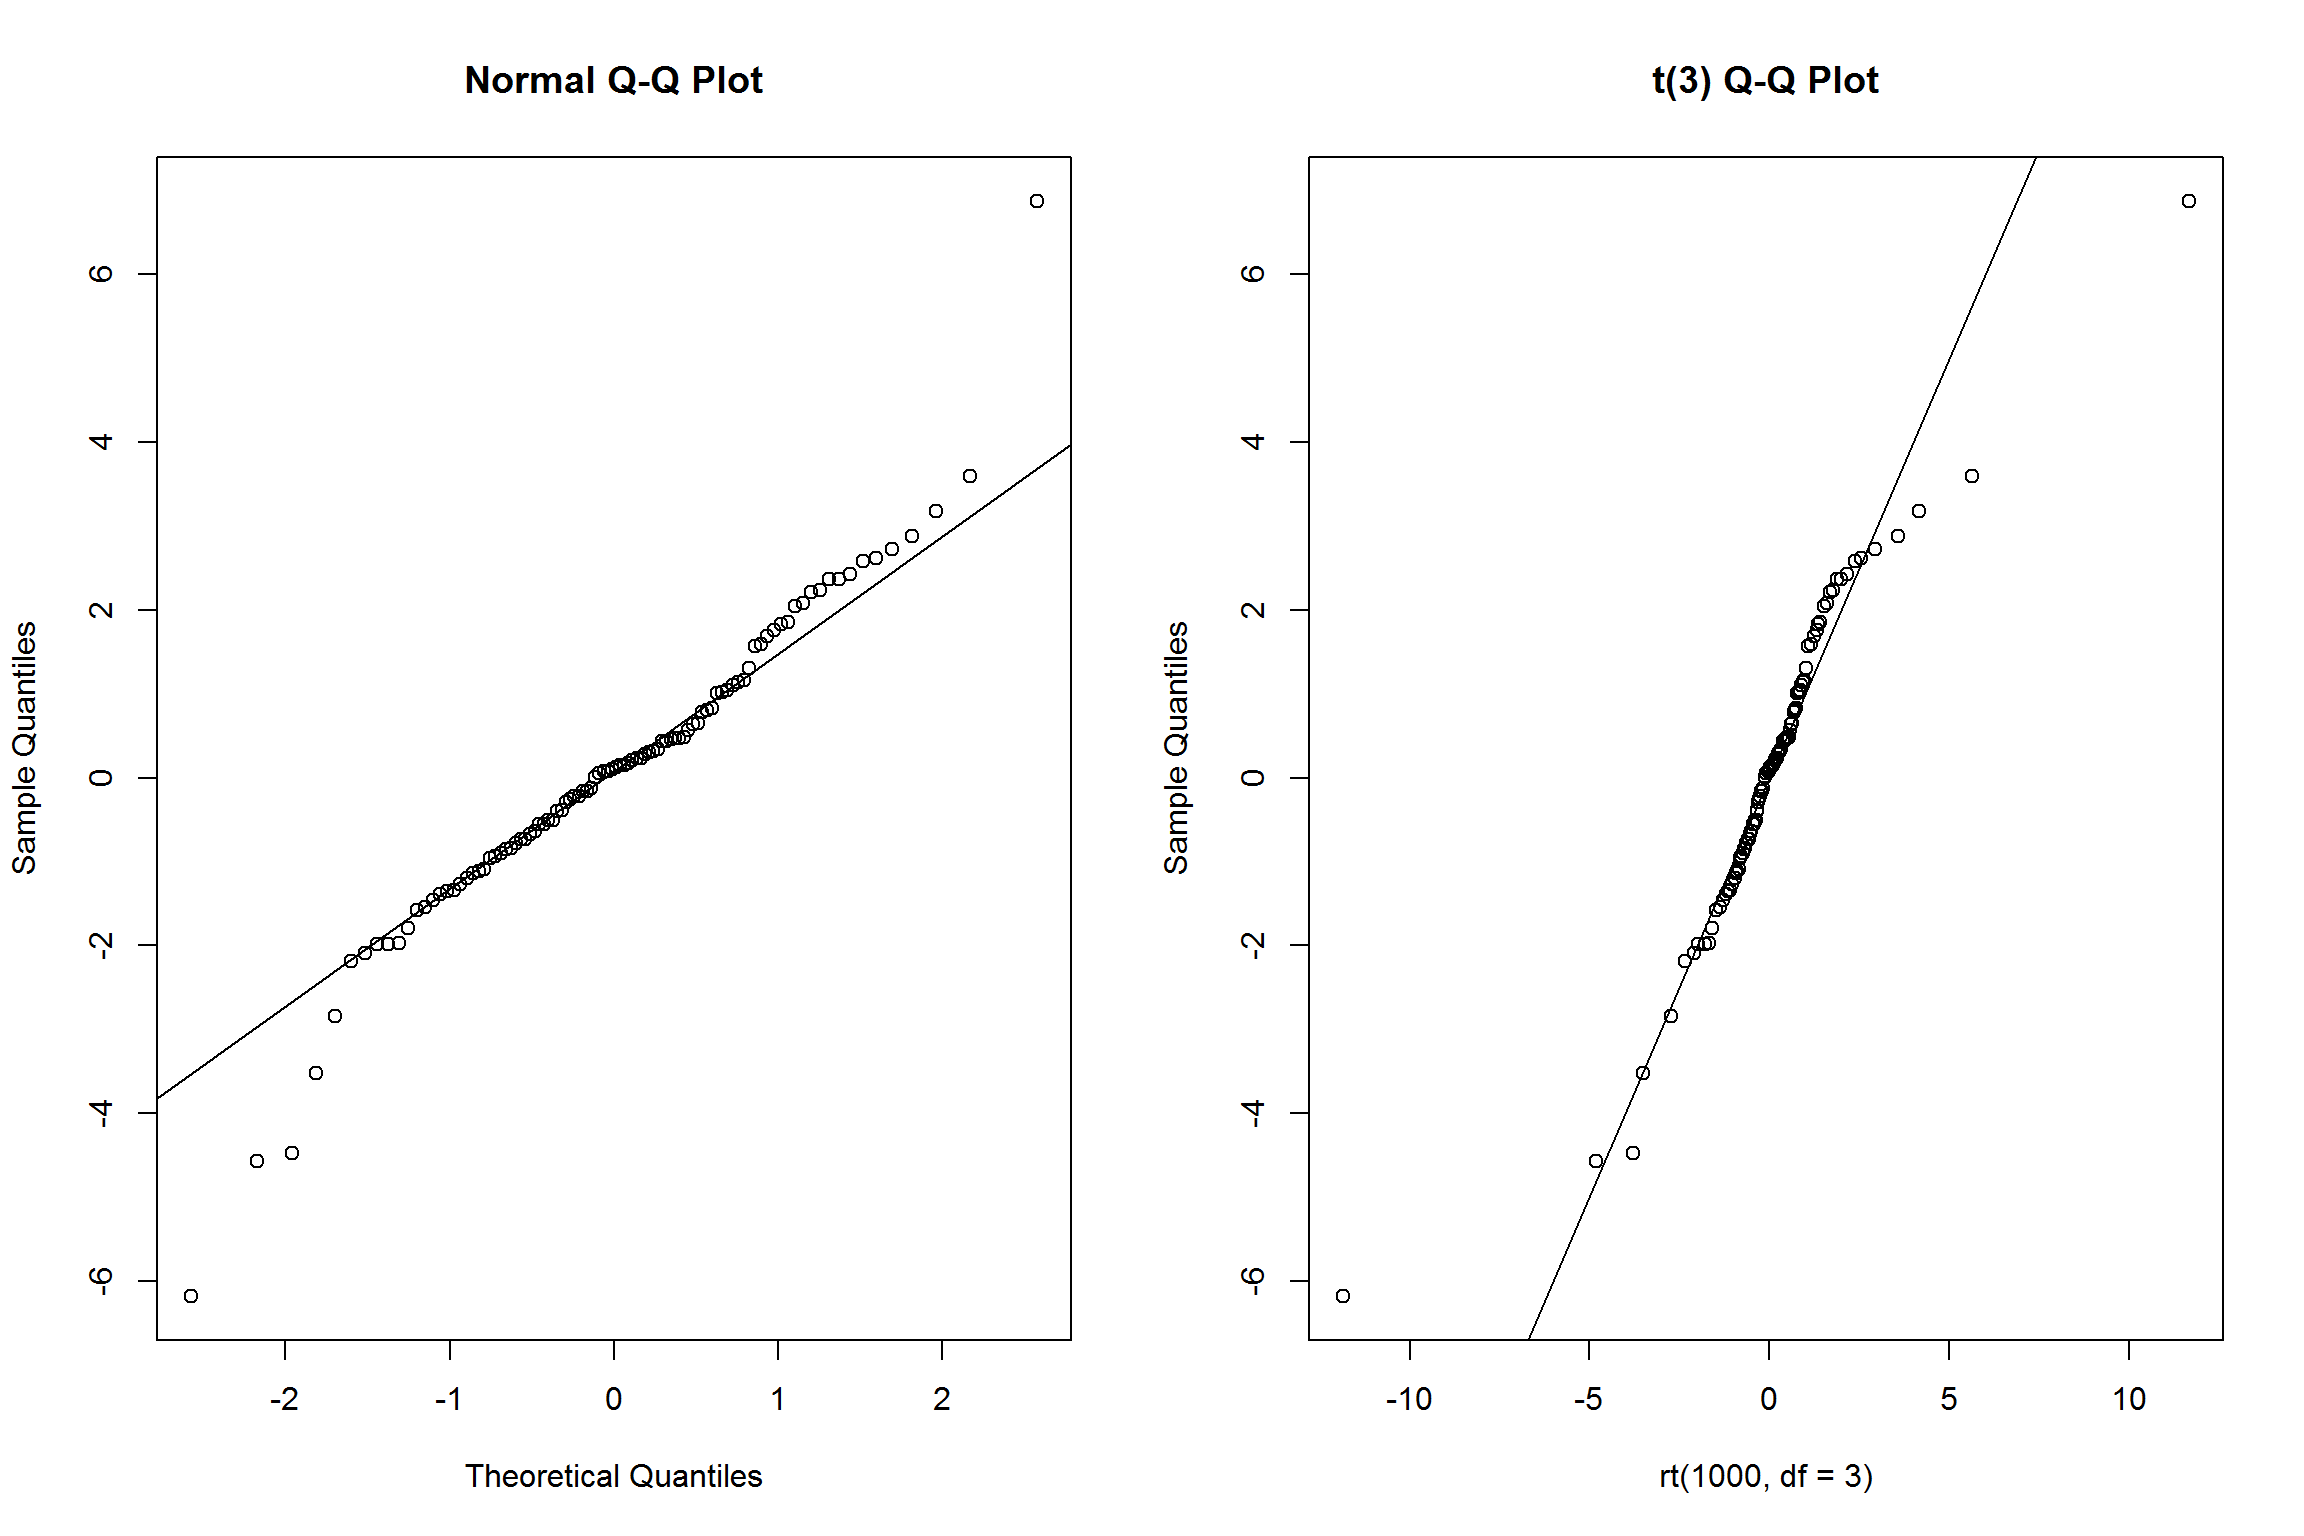 Normal Q-Q Plot
Sample Quantiles
6
4
2
0
-2
-4
-6
-2 -1 0 1 2
Theoretical Quantiles
t(3) Q-Q Plot
Sample Quantiles
6
4
2
0
-2
-4
-6
-10 -5 0 5 10
rt(1000, df = 3)